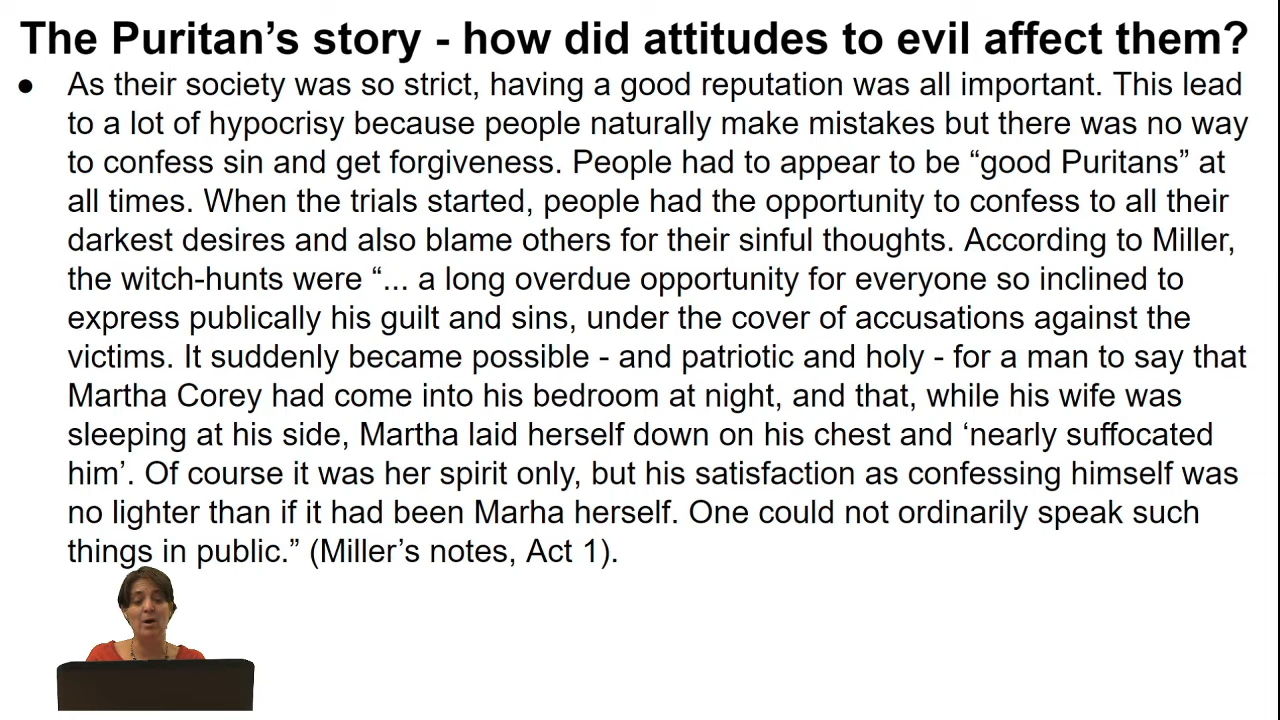 The Puritan’s story - how did attitudes to evil affect them?
● As their society was so strict, having a good reputation was all important. This lead
to a lot of hypocrisy because people naturally make mistakes but there was no way
to confess sin and get forgiveness. People had to appear to be “good Puritans” at
all times. When the trials started, people had the opportunity to confess to all their
darkest desires and also blame others for their sinful thoughts. According to Miller,
the witch-hunts were “... a long overdue opportunity for everyone so inclined to
express publically his guilt and sins, under the cover of accusations against the
victims. It suddenly became possible - and patriotic and holy - for a man to say that
Martha Corey had come into his bedroom at night, and that, while his wife was
sleeping at his side, Martha laid herself down on his chest and ‘nearly suffocated
him’. Of course it was her spirit only, but his satisfaction as confessing himself was
no lighter than if it had been Marha herself. One could not ordinarily speak such
things in public.” (Miller’s notes, Act 1).